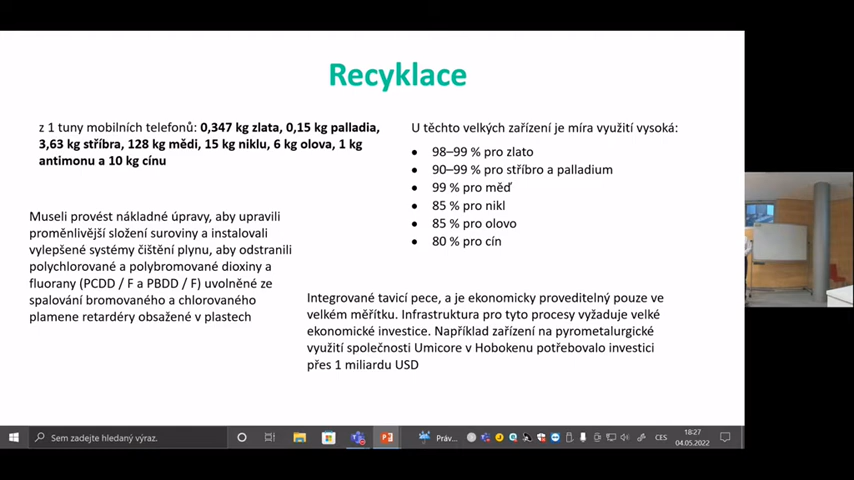 Recyklace
z 1 tuny mobilních telefonů: 0,347 kg zlata, 0,15 kg palladia,
3,63 kg stříbra, 128 kg mědi, 15 kg niklu, 6 kg olova, 1 kg
antimonu a 10 kg cínu
Museli provést nákladné úpravy, aby upravili
proměnlivější složení suroviny a instalovali
vylepšené systémy čištění plynu, aby odstranili
polychlorované a polybromované dioxiny a
fluorany (PCDD / F a PBDD / F) uvolněné ze
spalování bromovaného a chlorovaného
plamene retardéry obsažené v plastech
U těchto velkých zařízení je míra využití vysoká:
• 98–99 % pro zlato
• 90–99 % pro stříbro a palladium
• 99 % pro měď
• 85 % pro nikl
• 85 % pro olovo
• 80 % pro cín
Integrované tavicí pece, a je ekonomicky proveditelný pouze ve
velkém měřítku. Infrastruktura pro tyto procesy vyžaduje velké
ekonomické investice. Například zařízení na pyrometalurgické
využití společnosti Umicore v Hobokenu potřebovalo investici
přes 1 miliardu USD
Sem zadejte hledaný výraz.
Práv...
CES
18:27
04.05.2022